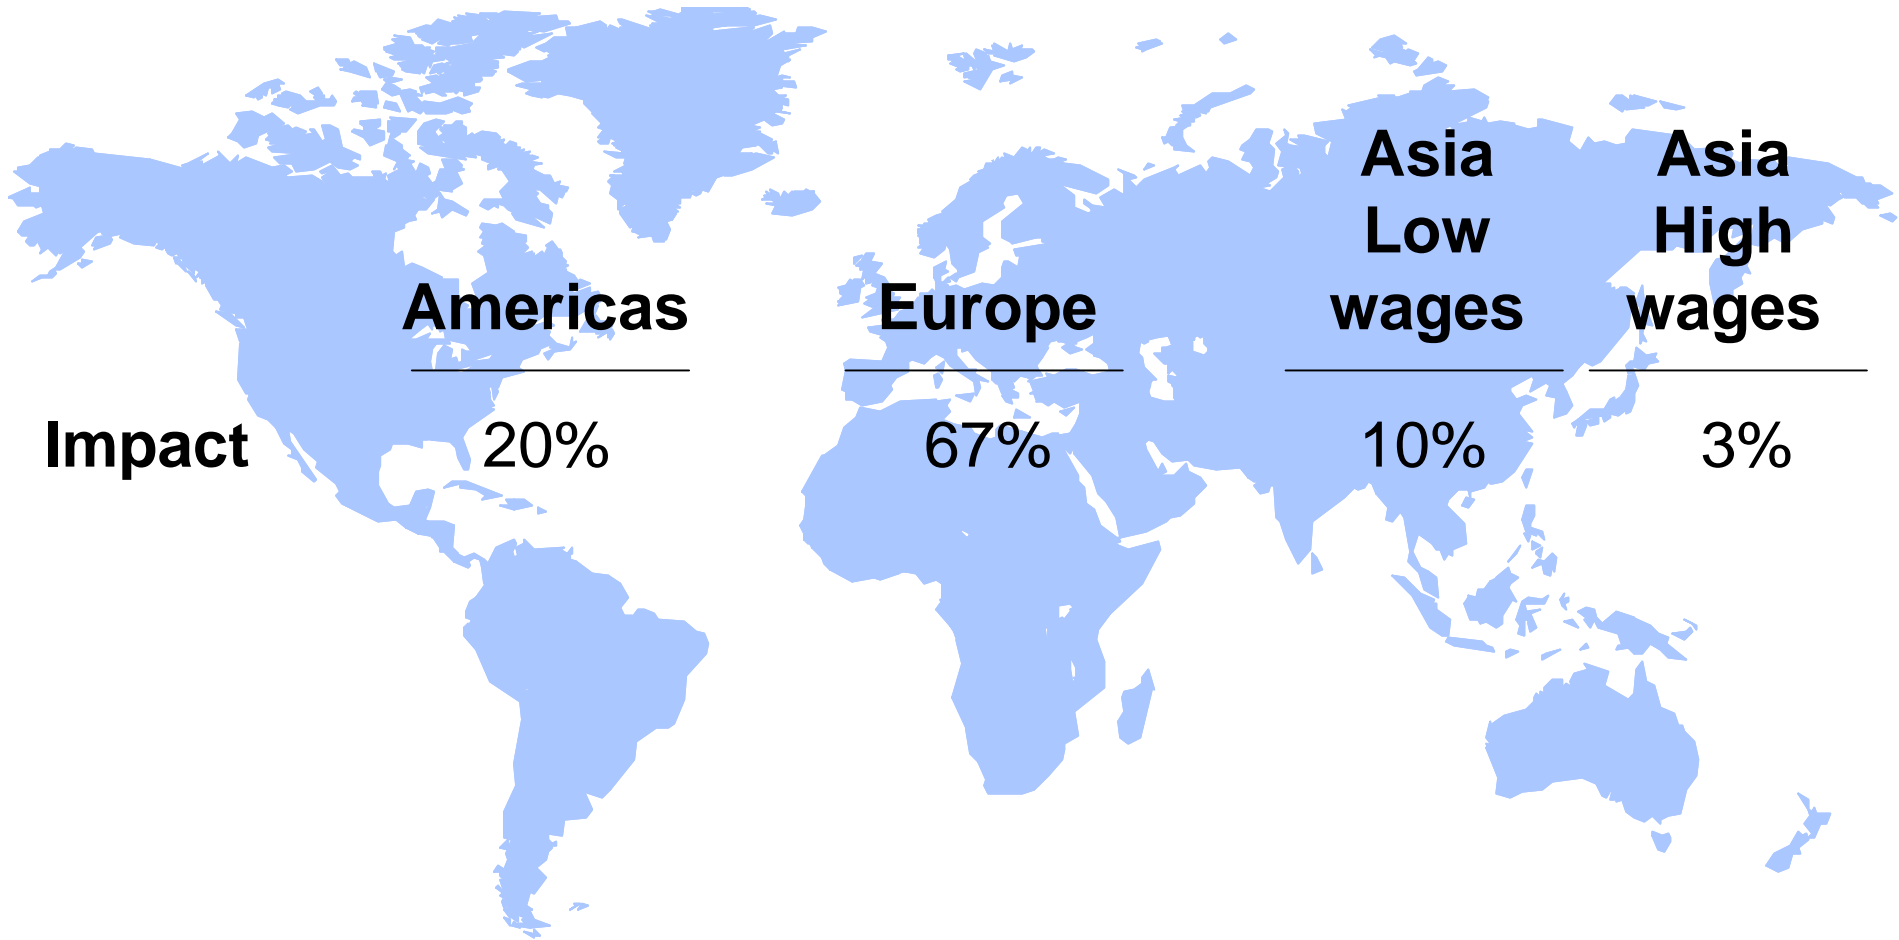 Americas
Europe
Asia
Low
wages
Asia
High
wages
Impact 20% 67% 10% 3%